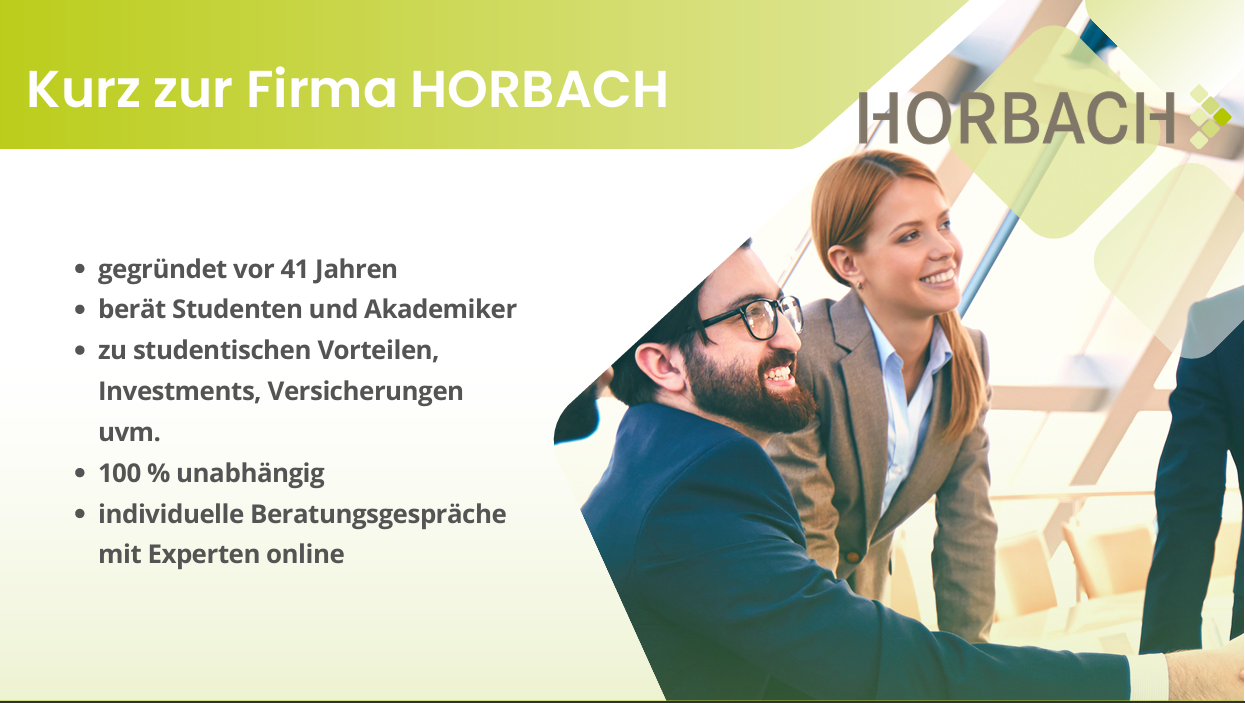 Kurz zur Firma HORBACH
HORBACH
• gegründet vor 41 Jahren
• berät Studenten und Akademiker
• zu studentischen Vorteilen,
Investments, Versicherungen
uvm.
• 100 % unabhängig
• individuelle Beratungsgespräche
mit Experten online